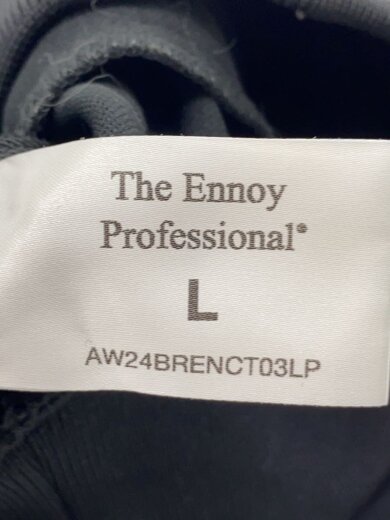 The Ennoy
Professional®
L
AW24BRENCT03LP